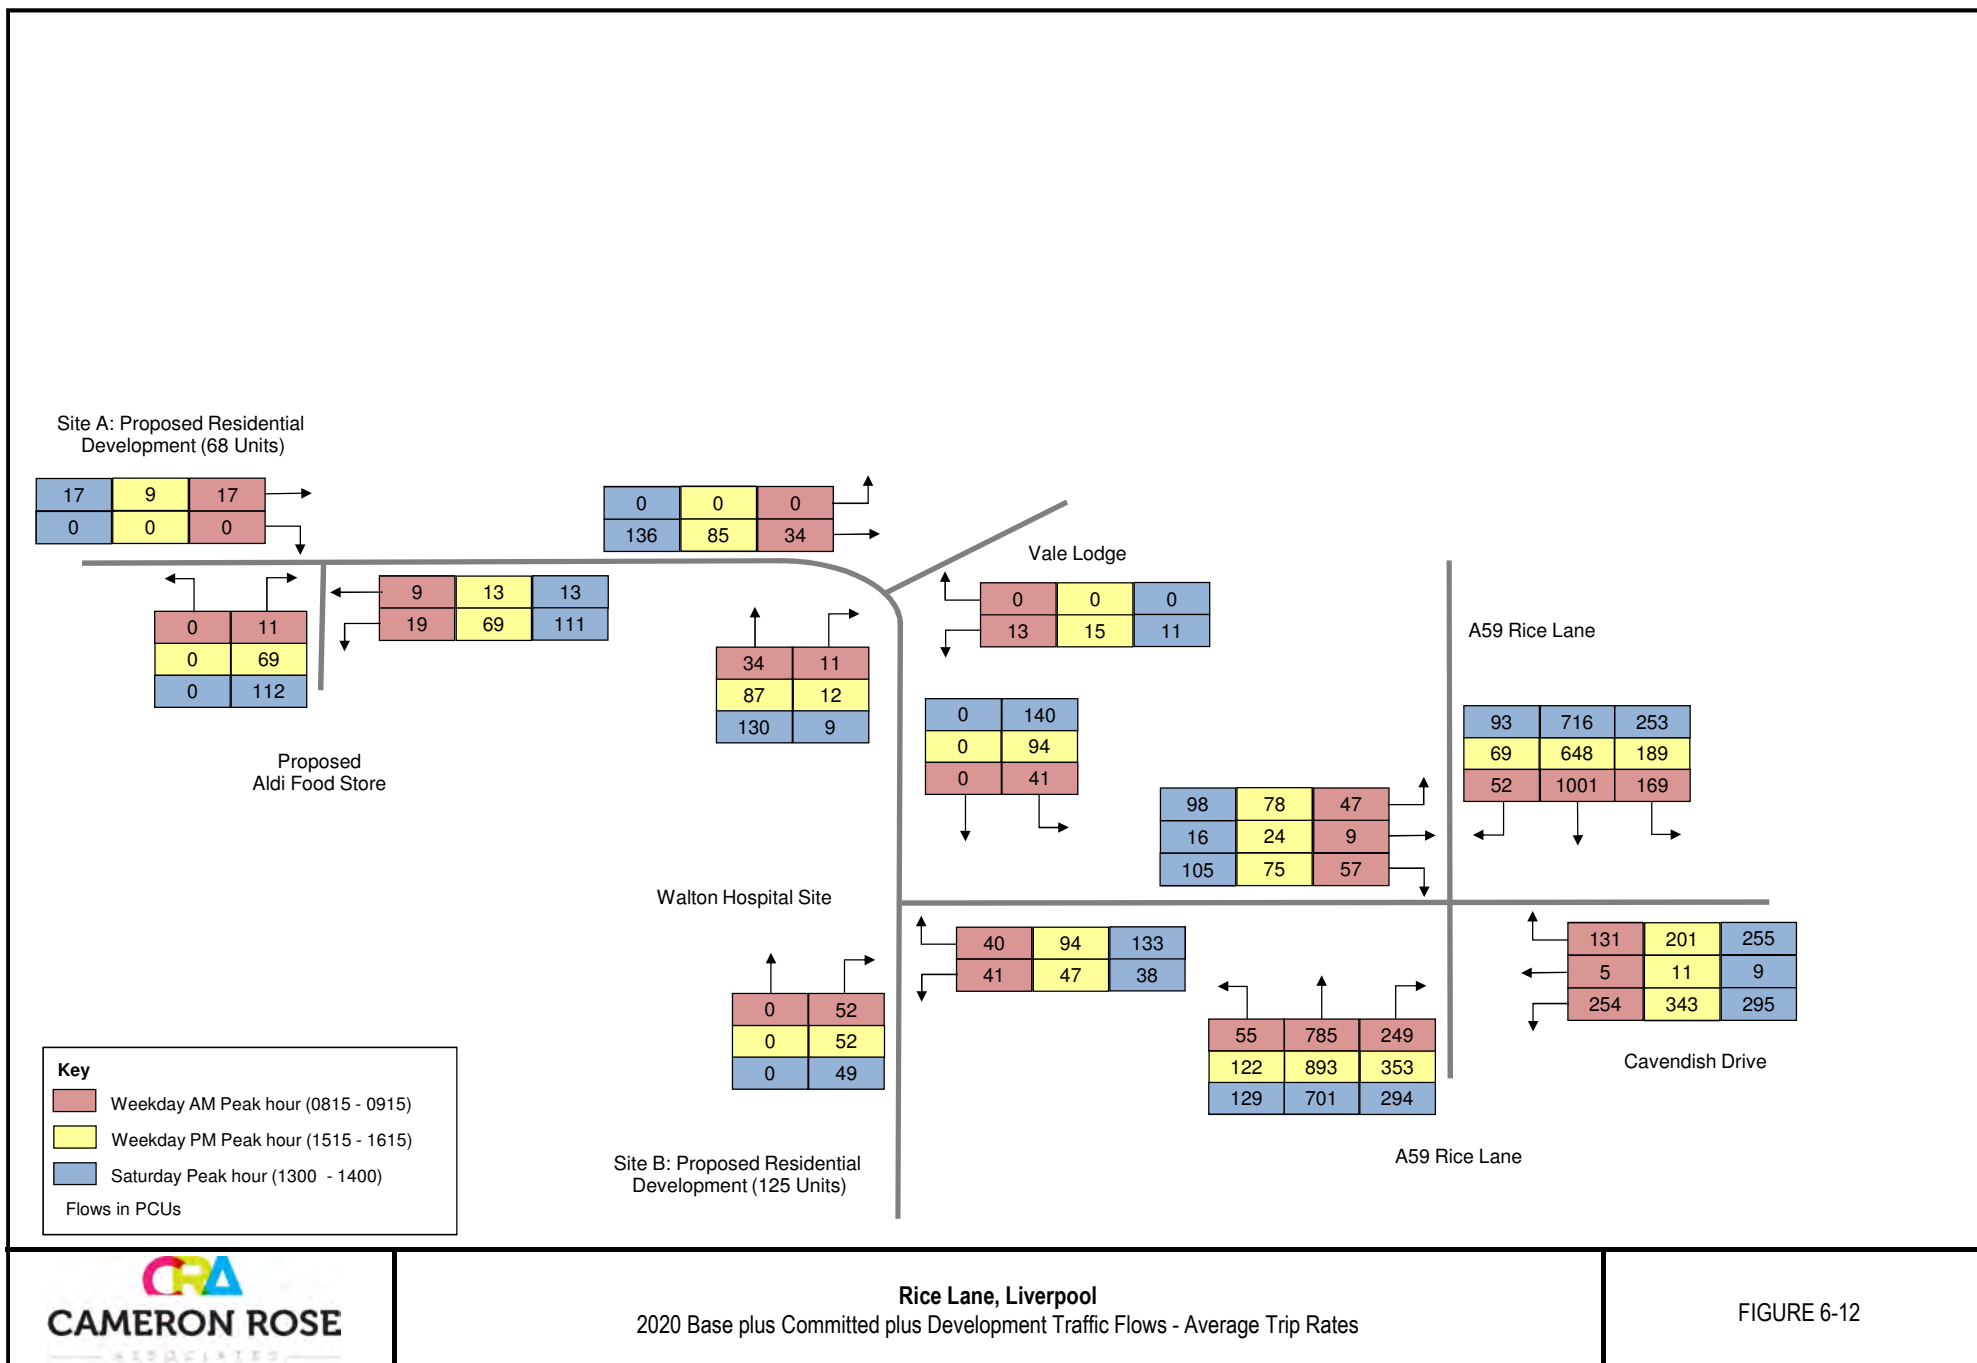 Site A: Proposed Residential
Development (68 Units)
17 9 17
0 0 0
0 0 0
136 85 34
Vale Lodge
9 13 13
19 69 111
0 11
0 69
0 112
0 0 0
13 15 11
A59 Rice Lane
34 11
87 12
130 9
0 140
0 94
0 41
93 716 253
69 648 189
52 1001 169
Proposed
Aldi Food Store
98 78 47
16 24 9
105 75 57
Walton Hospital Site
40 94 133
41 47 38
131 201 255
5 11 9
254 343 295
0 52
0 52
0 49
55 785 249
122 893 353
129 701 294
Cavendish Drive
A59 Rice Lane
Site B: Proposed Residential
Development (125 Units)
Key
Weekday AM Peak hour (0815 - 0915)
Weekday PM Peak hour (1515 - 1615)
Saturday Peak hour (1300 - 1400)
Flows in PCUs
CRA
CAMERON ROSE
ASSOCIATES
Rice Lane, Liverpool
2020 Base plus Committed plus Development Traffic Flows - Average Trip Rates
FIGURE 6-12